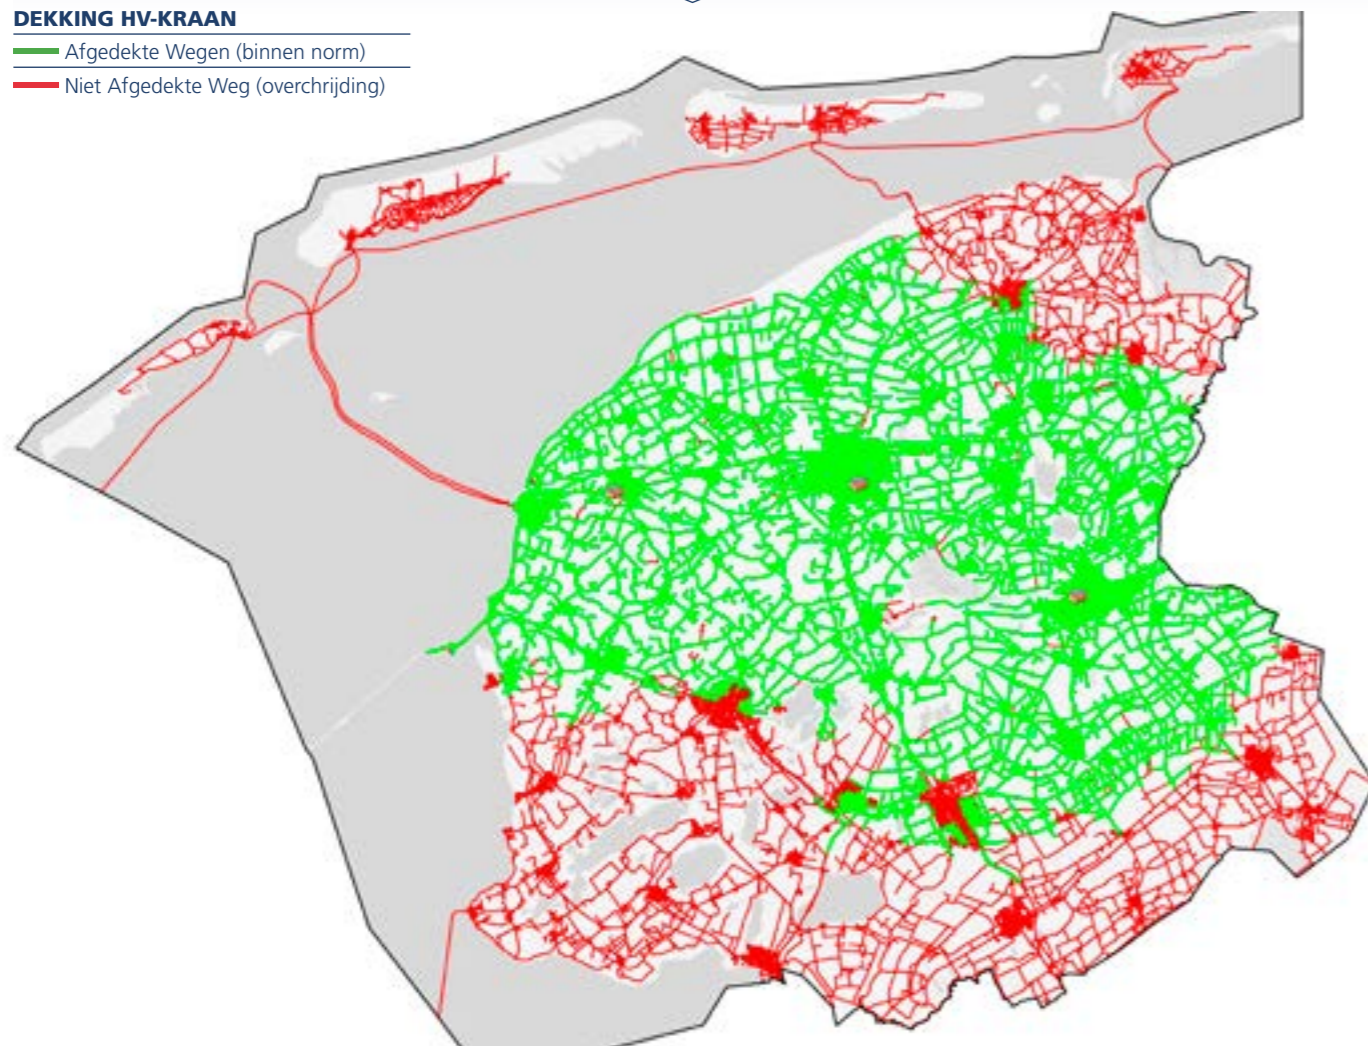 DEKKING HV-KRAAN
Afgedekte Wegen (binnen norm)
Niet Afgedekte Weg (overchrijding)